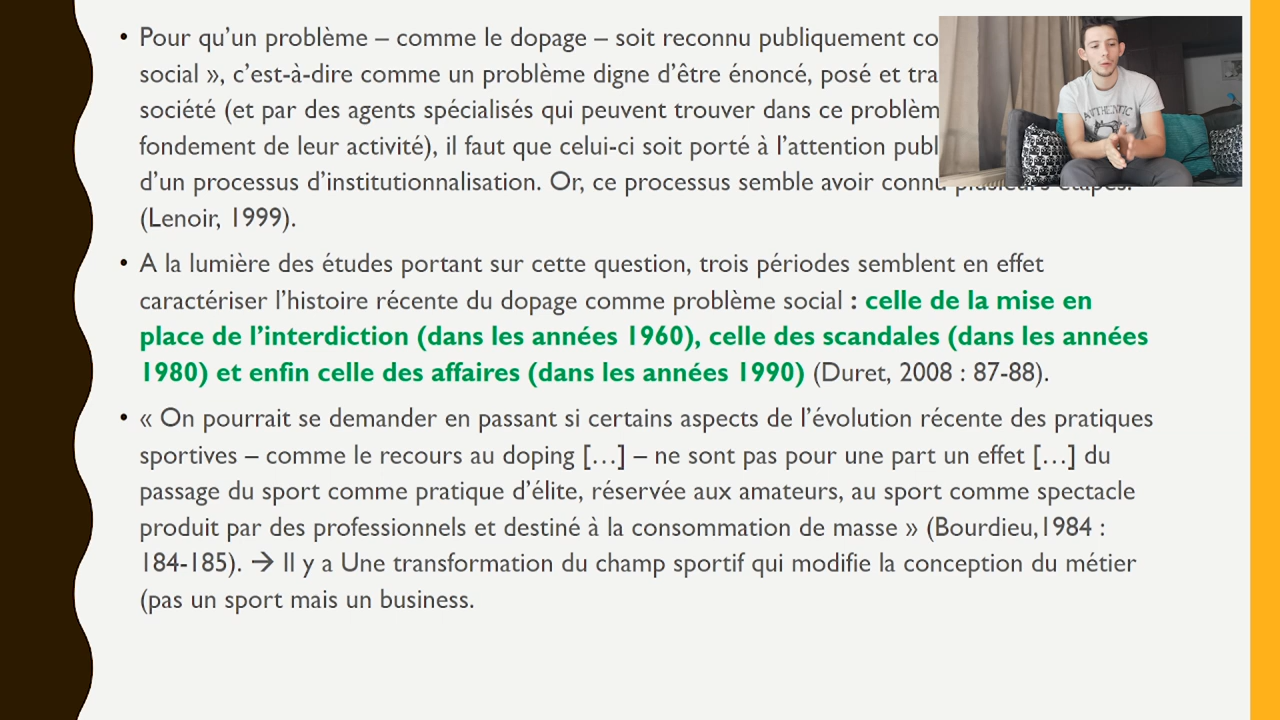 • Pour qu’un problème – comme le dopage – soit reconnu publiquement
social », c’est-à-dire comme un problème digne d’être énoncé, posé et
société (et par des agents spécialisés qui peuvent trouver dans ce
fondement de leur activité), il faut que celui-ci soit porté à l’attention
d’un processus d’institutionnalisation. Or, ce processus semble avoir connu plusieurs étapes.
(Lenoir, 1999).
• A la lumière des études portant sur cette question, trois périodes semblent en effet
caractériser l’histoire récente du dopage comme problème social : celle de la mise en
place de l’interdiction (dans les années 1960), celle des scandales (dans les années
1980) et enfin celle des affaires (dans les années 1990) (Duret, 2008 : 87-88).
• « On pourrait se demander en passant si certains aspects de l’évolution récente des pratiques
sportives – comme le recours au doping […] – ne sont pas pour une part un effet […] du
passage du sport comme pratique d’élite, réservée aux amateurs, au sport comme spectacle
produit par des professionnels et destiné à la consommation de masse » (Bourdieu,1984 :
184-185). → Il y a Une transformation du champ sportif qui modifie la conception du métier
(pas un sport mais un business.
AUTHENTIC